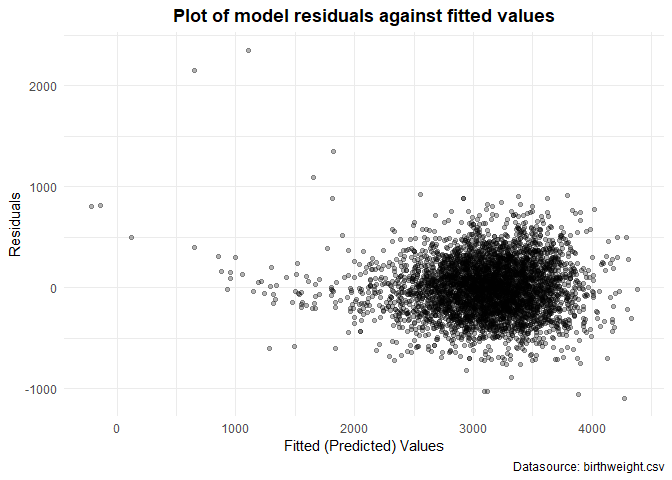 Plot of model residuals against fitted values
Residuals
2000
1000
0
-1000
0 1000 2000 3000 4000
Fitted (Predicted) Values
Datasource: birthweight.csv